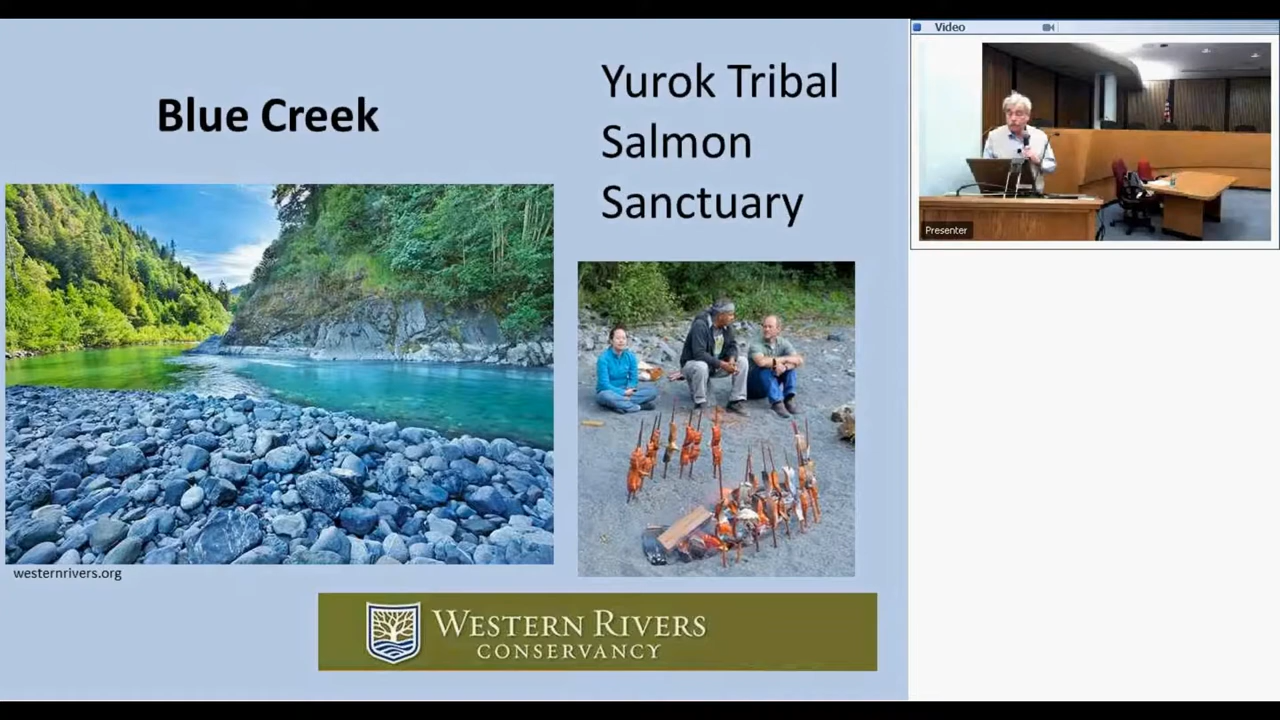 Blue Creek
Yurok Tribal
Salmon
Sanctuary
westernrivers.org
WESTERN RIVERS
CONSERVANCY
Video
Presenter